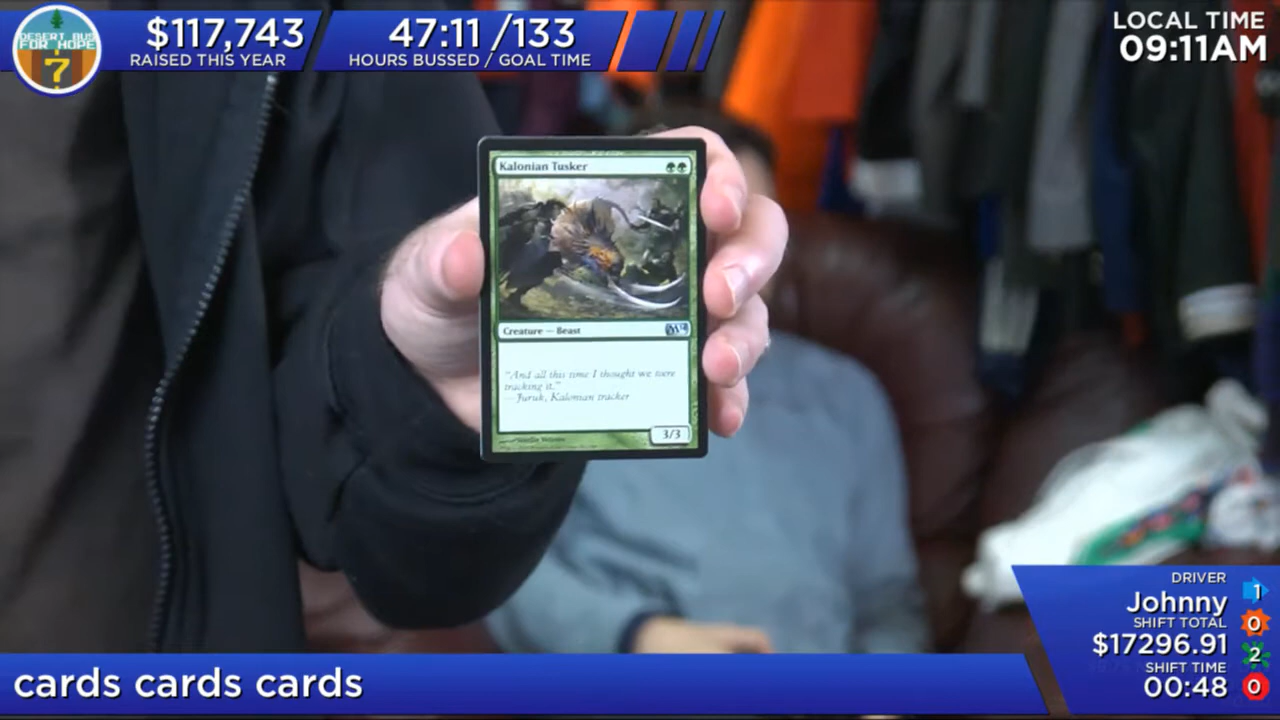 DESERT BUS
FOR HOPE
7
$117,743
RAISED THIS YEAR
47:11 /133
HOURS BUSSED / GOAL TIME
LOCAL TIME
09:11AM
Kalonian Tusker
Creature — Beast
M14
"And all this time I thought we were
tracking it."
—Juruk, Kalonian tracker
3/3
DRIVER
Johnny
SHIFT TOTAL
$17296.91
SHIFT TIME
00:48
1
0
2
0
cards cards cards